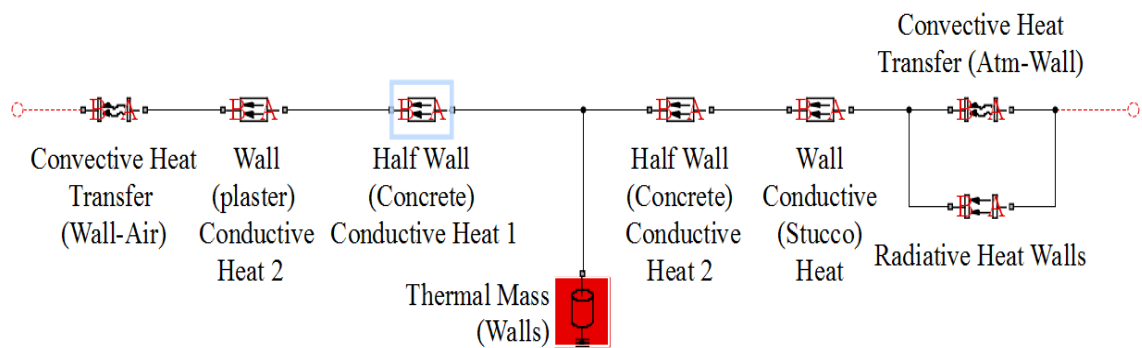 Convective Heat
Transfer (Atm-Wall)
B A
B A
B A
B A
B A
B A
Convective Heat
Transfer
(Wall-Air)
Wall
(plaster)
Conductive
Heat 2
Half Wall
(Concrete)
Conductive Heat 1
Half Wall
(Concrete)
Conductive
Heat 2
Wall
Conductive
(Stucco)
Heat
B A
Radiative Heat Walls
Thermal Mass
(Walls)